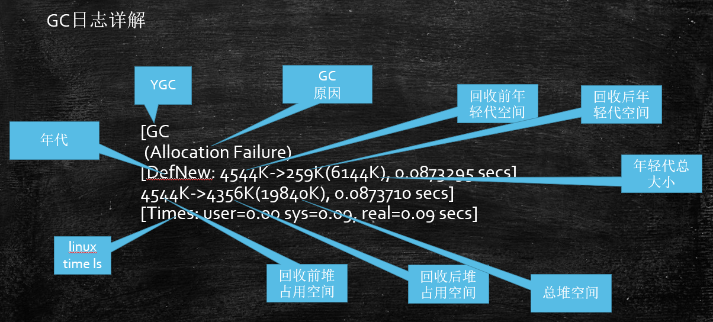 GC日志详解
YGC
GC
原因
回收前年
轻代空间
回收后年
轻代空间
年代
[GC
(Allocation Failure)
[DefNew: 4544K->259K(6144K), 0.0873295 secs]
4544K->4356K(19840K), 0.0873710 secs]
[Times: user=0.00 sys=0.09, real=0.09 secs]
年轻代总
大小
linux
time ls
回收前堆
占用空间
回收后堆
占用空间
总堆空间